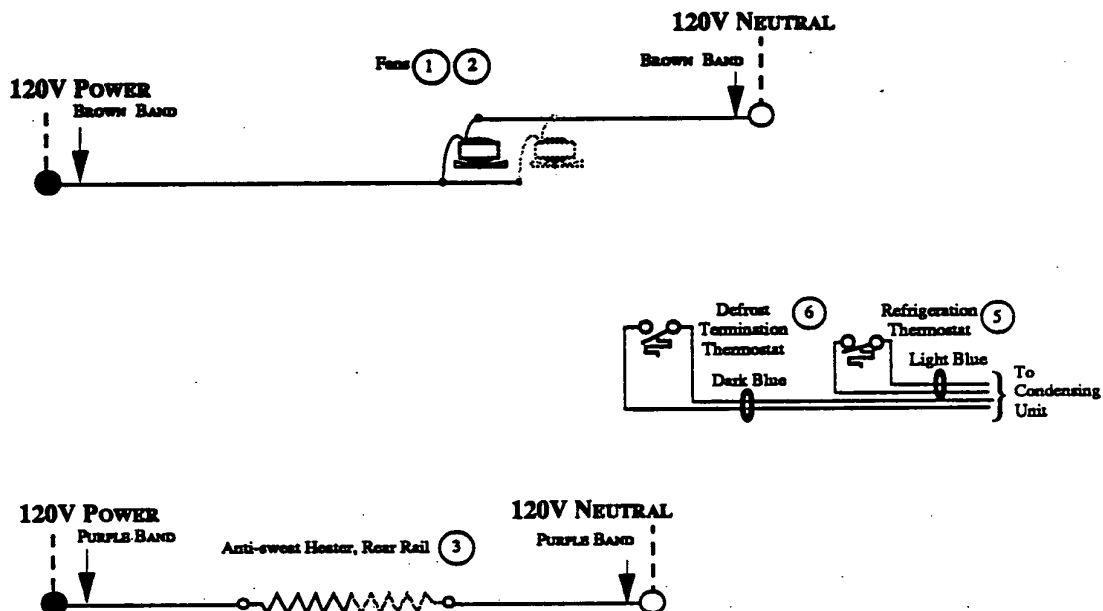 120V NEUTRAL
Fans 1 2
BROWN BAND
120V POWER
BROWN BAND
Defrost Termination Thermostat 6
Refrigeration Thermostat 5
Light Blue
Dark Blue
To Condensing Unit
120V POWER
PURPLE BAND
120V NEUTRAL
PURPLE BAND
Anti-sweat Heater, Rear Rail 3